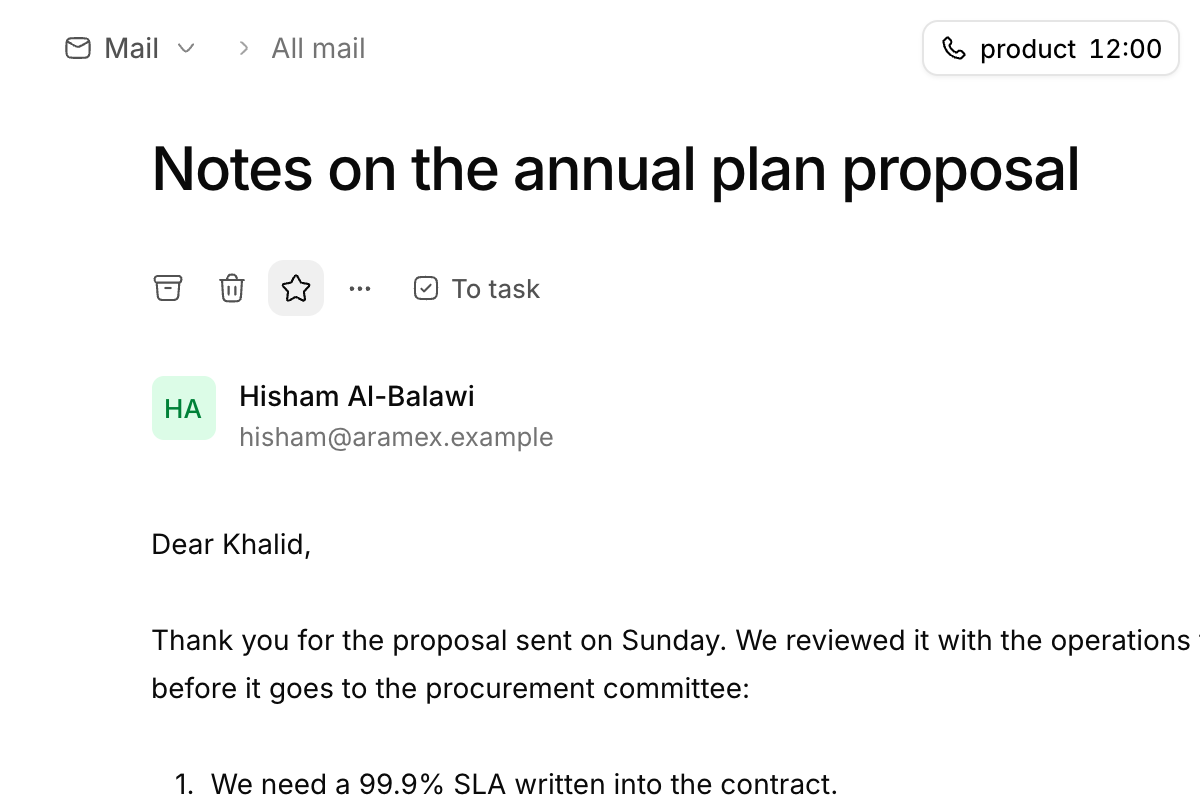 Mail
All mail
product 12:00
Notes on the annual plan proposal
To task
HA
Hisham Al-Balawi
hisham@aramex.example
Dear Khalid,
Thank you for the proposal sent on Sunday. We reviewed it with the operations
before it goes to the procurement committee:
1. We need a 99.9% SLA written into the contract.